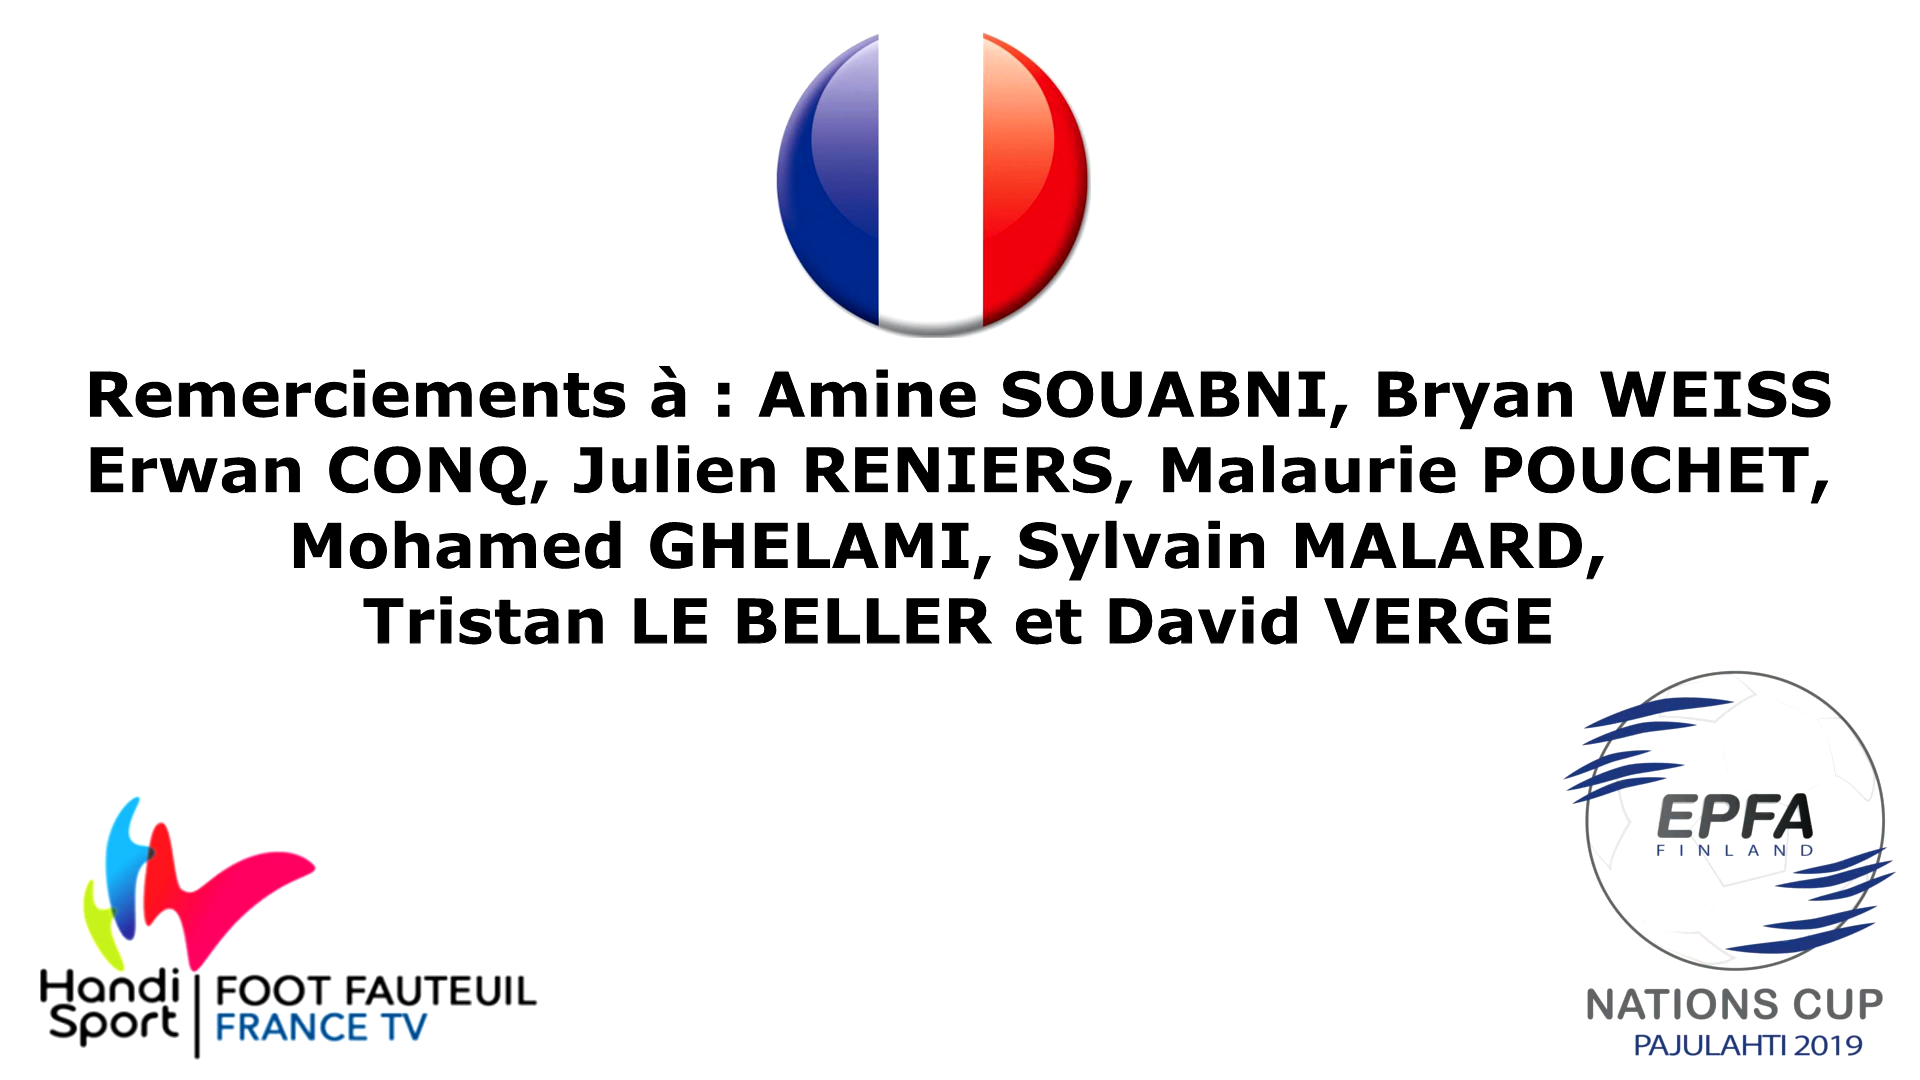 Remerciements à : Amine SOUABNI, Bryan WEISS
Erwan CONQ, Julien RENIERS, Malaurie POUCHET,
Mohamed GHELAMI, Sylvain MALARD,
Tristan LE BELLER et David VERGE
EPFA
FINLAND
Handi
Sport
FOOT FAUTEUIL
FRANCE TV
NATIONS CUP
PAJULAHTI 2019